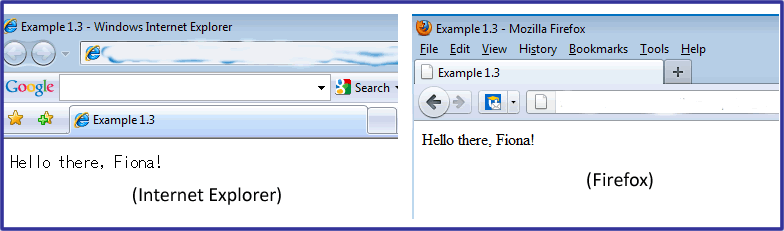 Example 1.3 - Windows Internet Explorer
Google
Search
Example 1.3
Hello there, Fiona!
(Internet Explorer)
Example 1.3 - Mozilla Firefox
File Edit View History Bookmarks Tools Help
Example 1.3
Hello there, Fiona!
(Firefox)